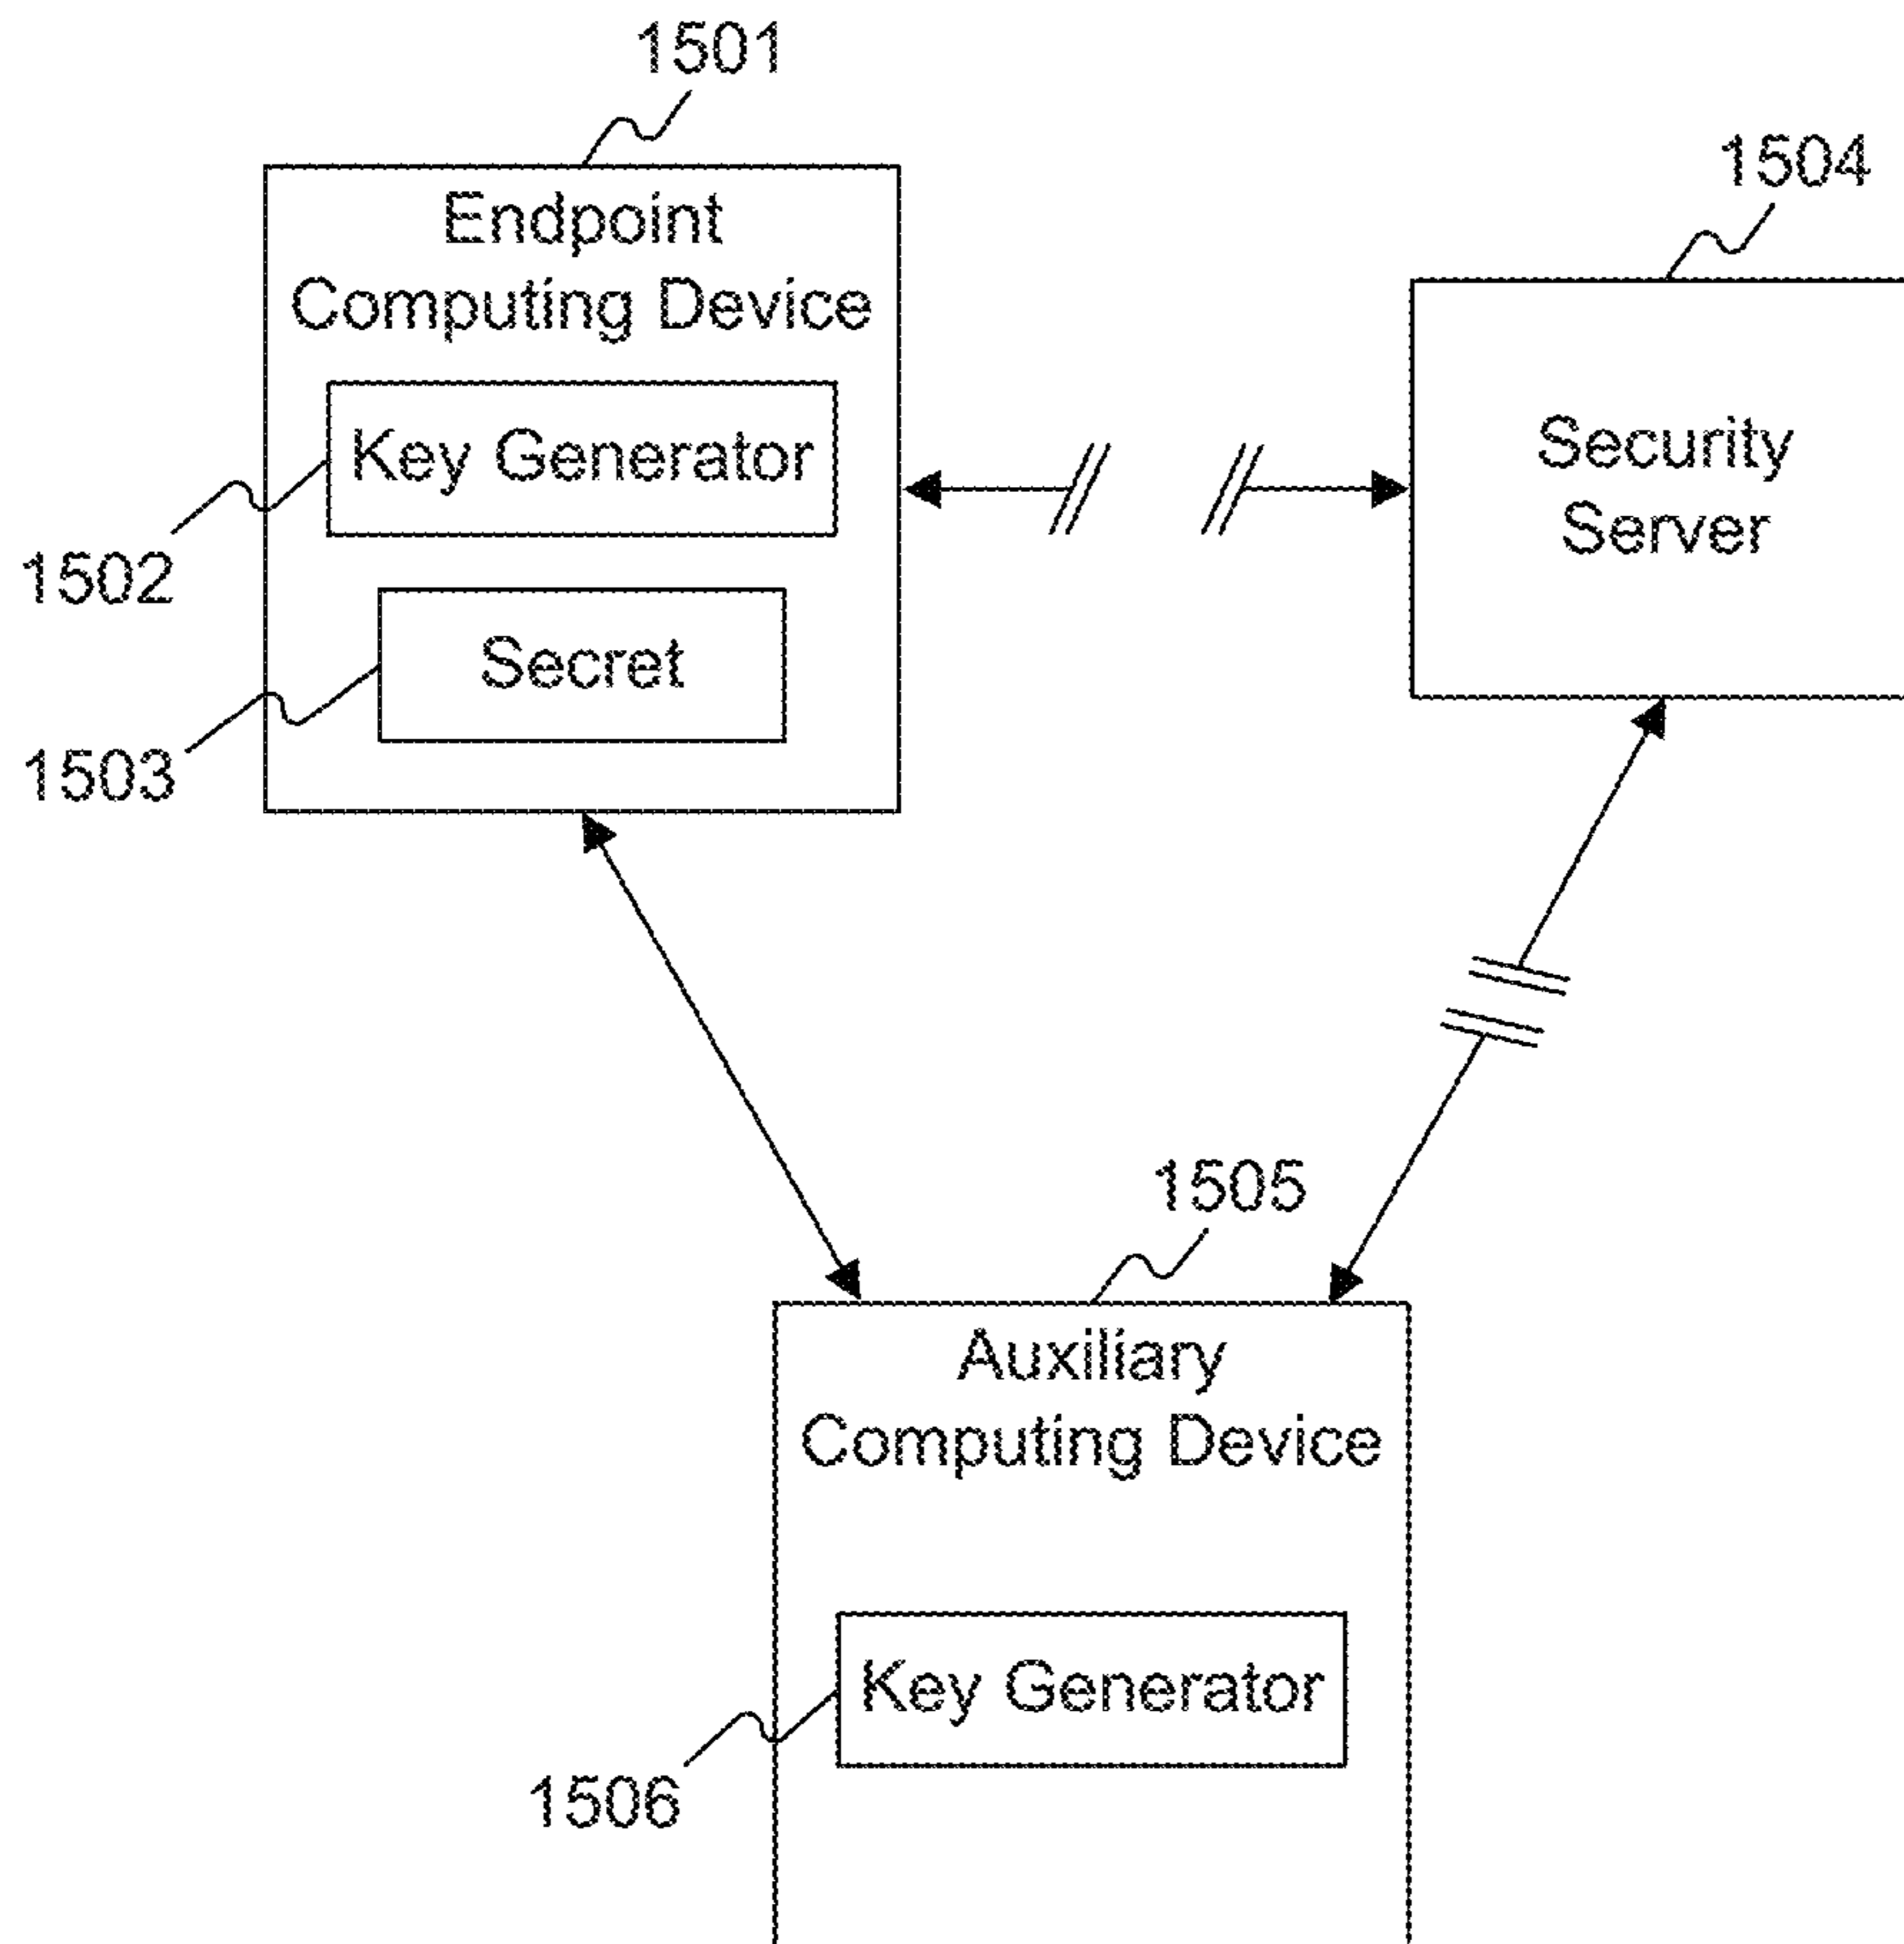 1501
1504
Endpoint
Computing Device
Key Generator
Security
Server
1502
Secret
1503
1505
Auxiliary
Computing Device
Key Generator
1506